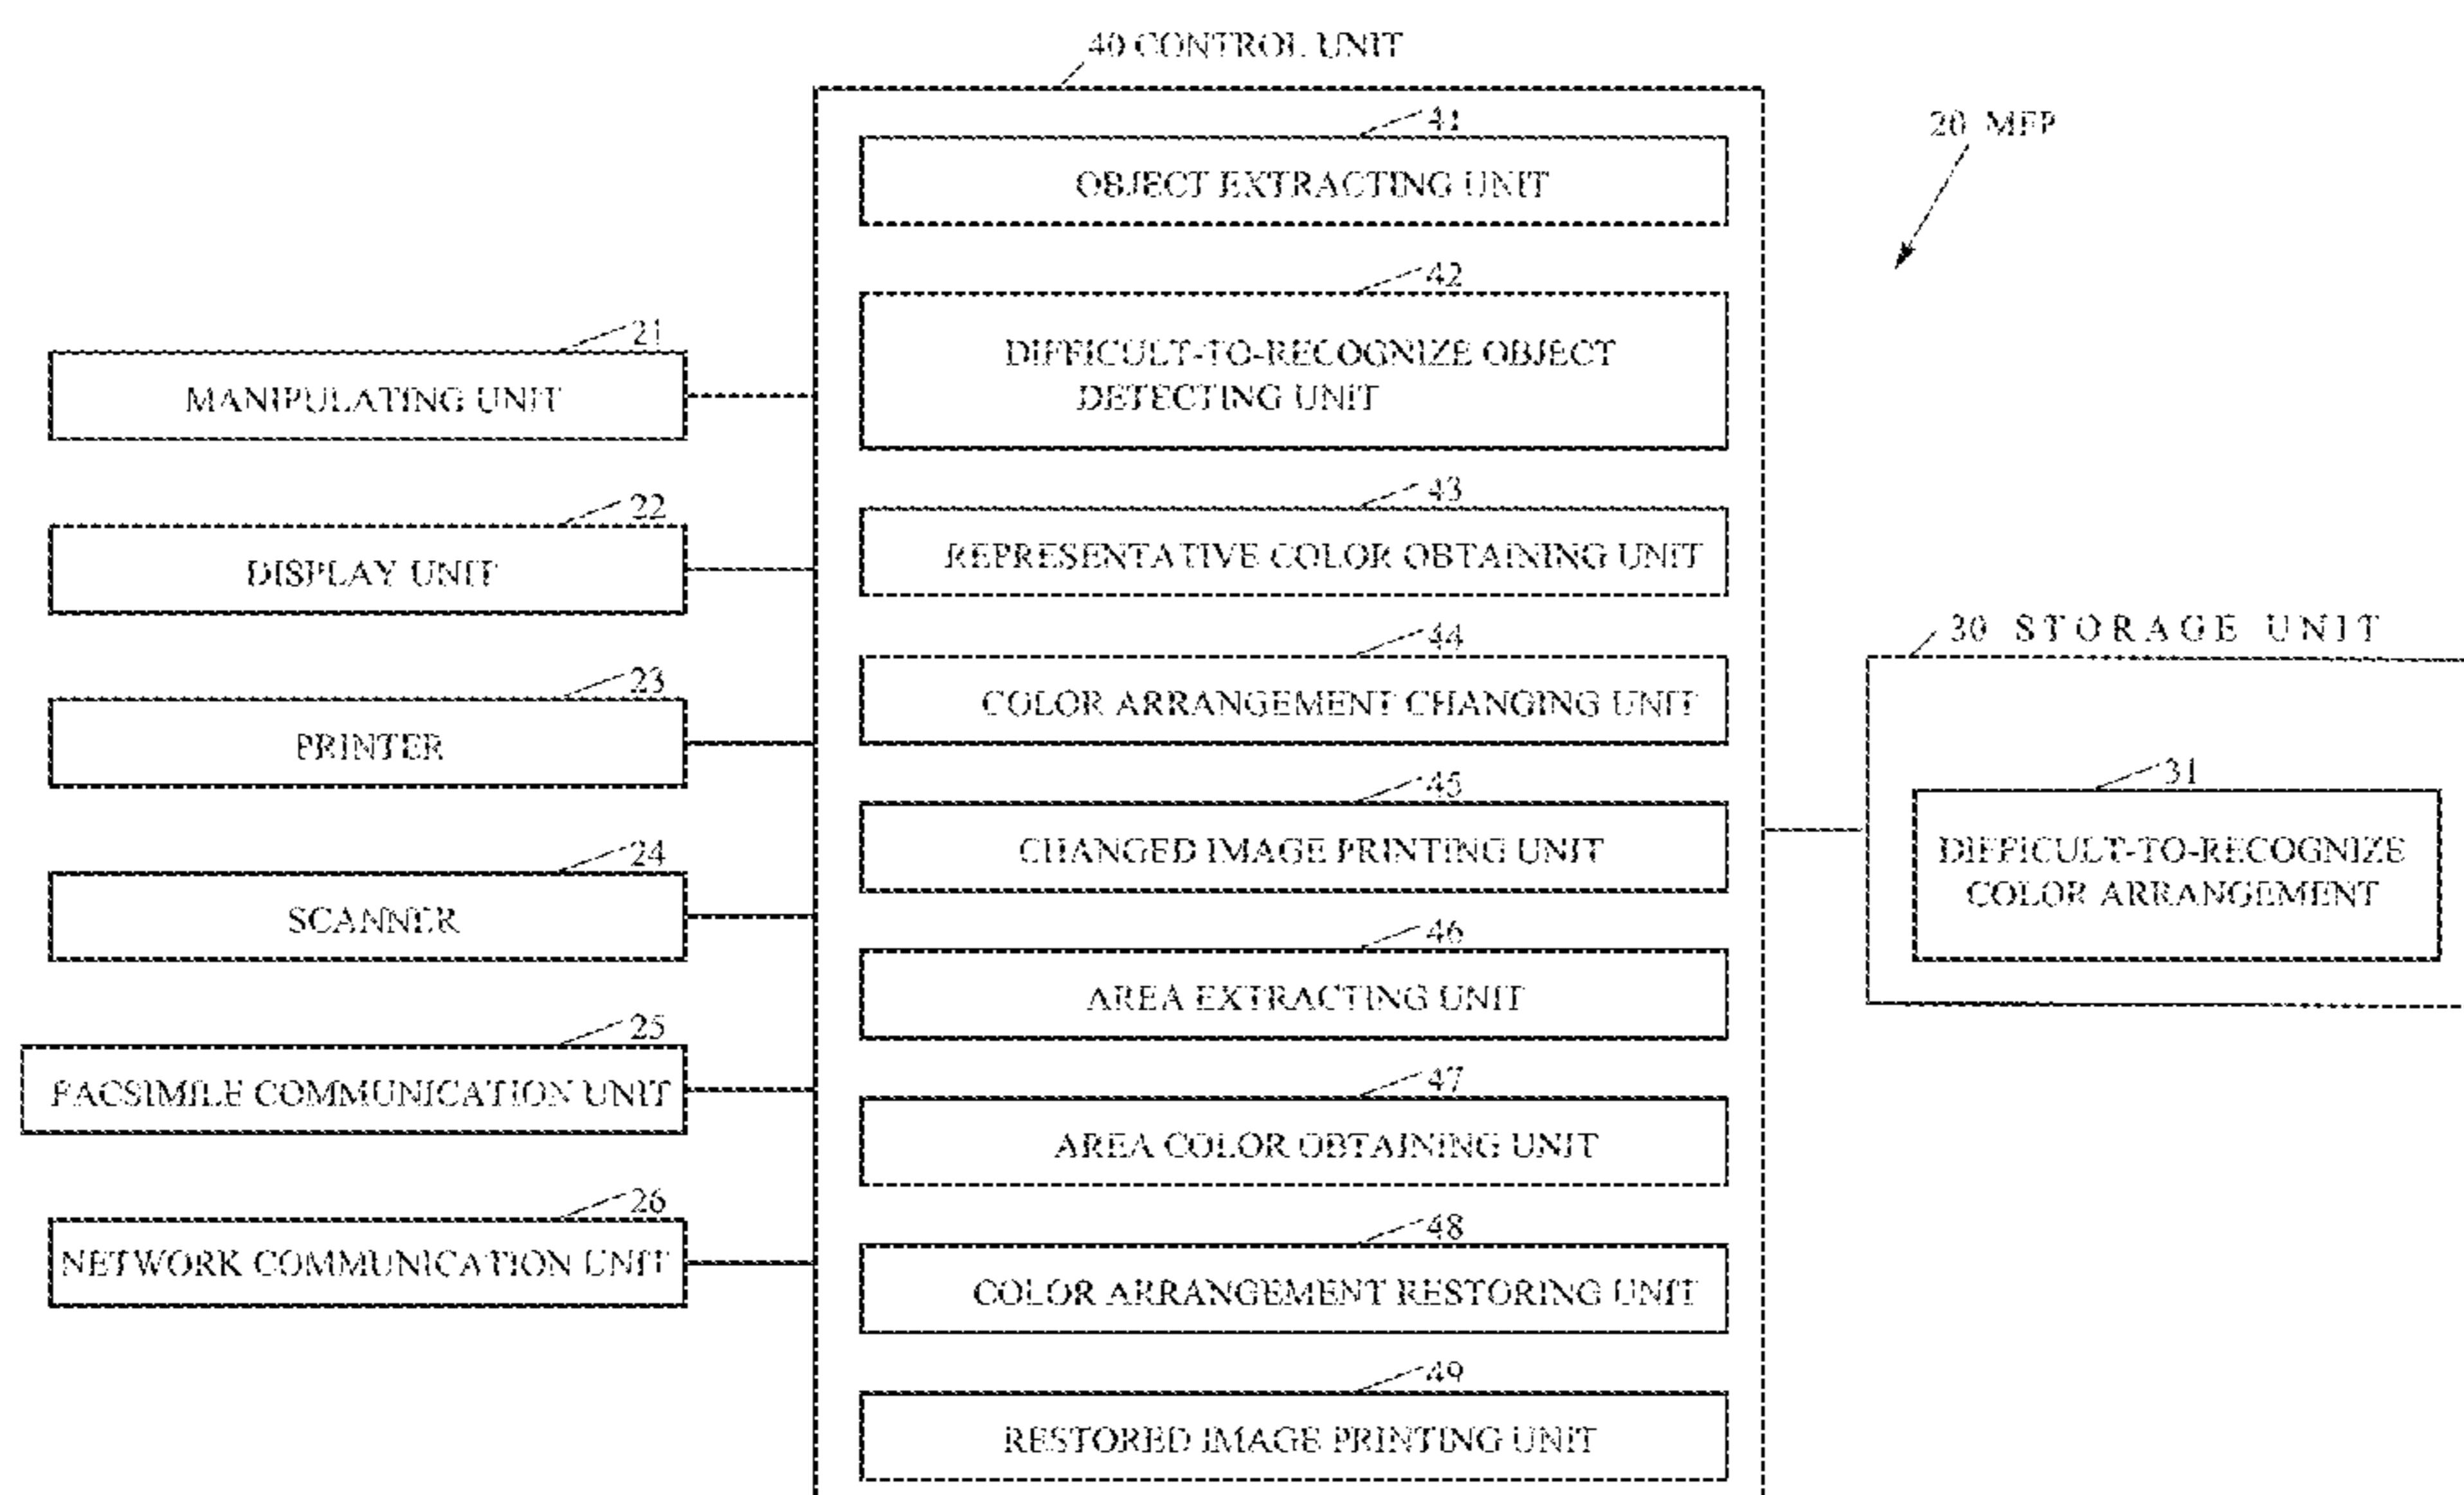 40 CONTROL UNIT
20 MFP
41
OBJECT EXTRACTING UNIT
42
DIFFICULT-TO-RECOGNIZE OBJECT
DETECTING UNIT
43
REPRESENTATIVE COLOR OBTAINING UNIT
44
COLOR ARRANGEMENT CHANGING UNIT
45
CHANGED IMAGE PRINTING UNIT
46
AREA EXTRACTING UNIT
47
AREA COLOR OBTAINING UNIT
48
COLOR ARRANGEMENT RESTORING UNIT
49
RESTORED IMAGE PRINTING UNIT
21
MANIPULATING UNIT
22
DISPLAY UNIT
23
PRINTER
24
SCANNER
25
FACSIMILE COMMUNICATION UNIT
26
NETWORK COMMUNICATION UNIT
30 STORAGE UNIT
31
DIFFICULT-TO-RECOGNIZE
COLOR ARRANGEMENT